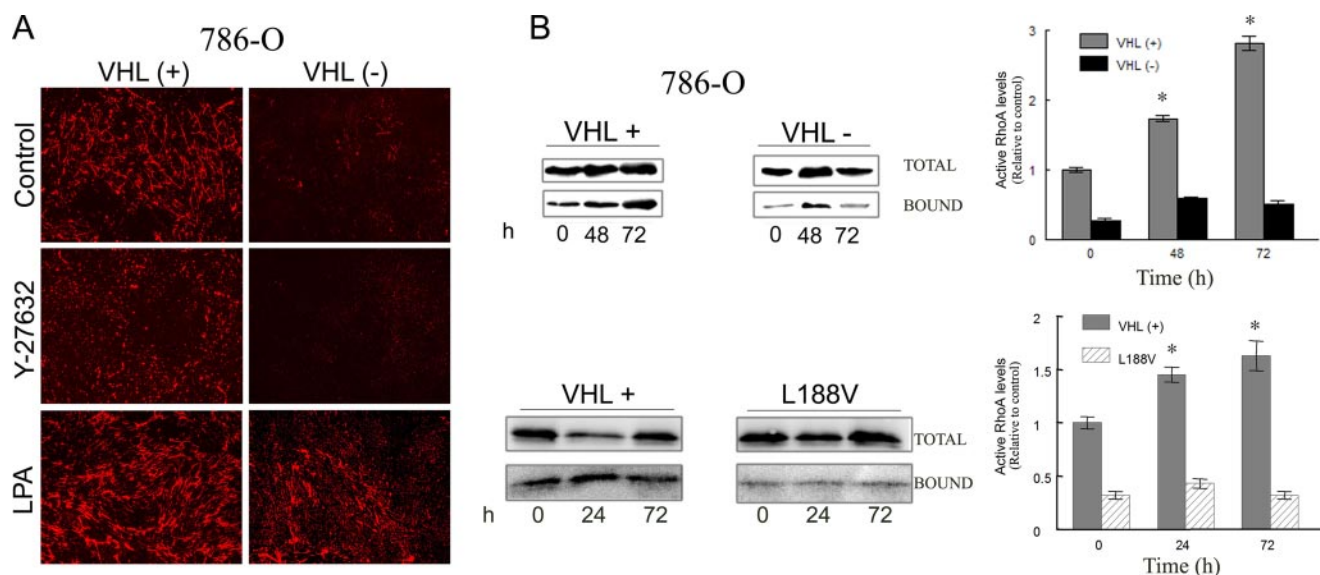 A
786-O
VHL (+) VHL (-)
Control
Y-27632
LPA
B
786-O
VHL + VHL -
TOTAL
BOUND
h 0 48 72 0 48 72
VHL + L188V
TOTAL
BOUND
h 0 24 72 0 24 72
Active RhoA levels
(Relative to control)
3
2
1
0
VHL (+)
VHL (-)
*
*
0 48 72
Time (h)
Active RhoA levels
(Relative to control)
2
1.5
1
0.5
0
VHL (+)
L188V
* *
0 24 72
Time (h)